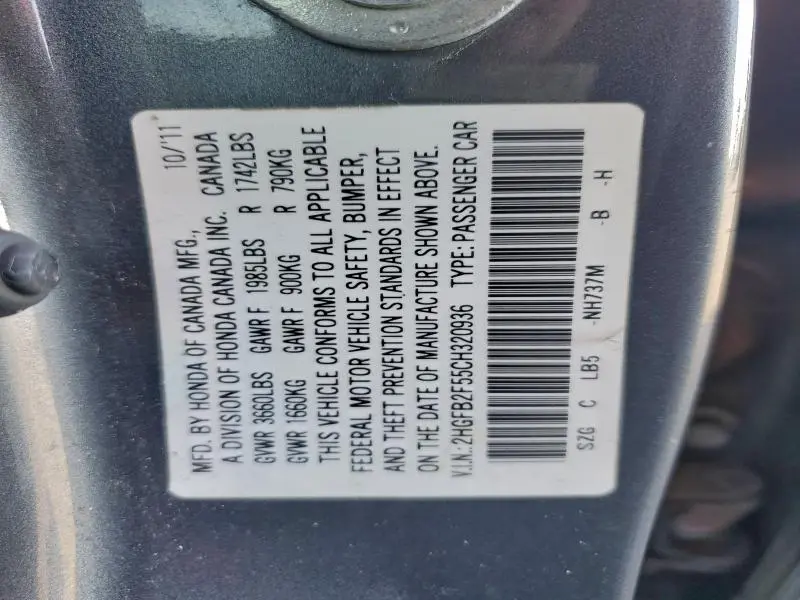 MFD. BY HONDA OF CANADA MFG., 10/'11
A DIVISION OF HONDA CANADA INC. CANADA
GVWR 3660LBS GAWR F 1985LBS R 1742LBS
GVWR 1660KG GAWR F 900KG R 790KG
THIS VEHICLE CONFORMS TO ALL APPLICABLE
FEDERAL MOTOR VEHICLE SAFETY, BUMPER,
AND THEFT PREVENTION STANDARDS IN EFFECT
ON THE DATE OF MANUFACTURE SHOWN ABOVE.
V.I.N.: 2HGFB2F55CH320936 TYPE: PASSENGER CAR
SZG C LB5 -NH737M -B -H